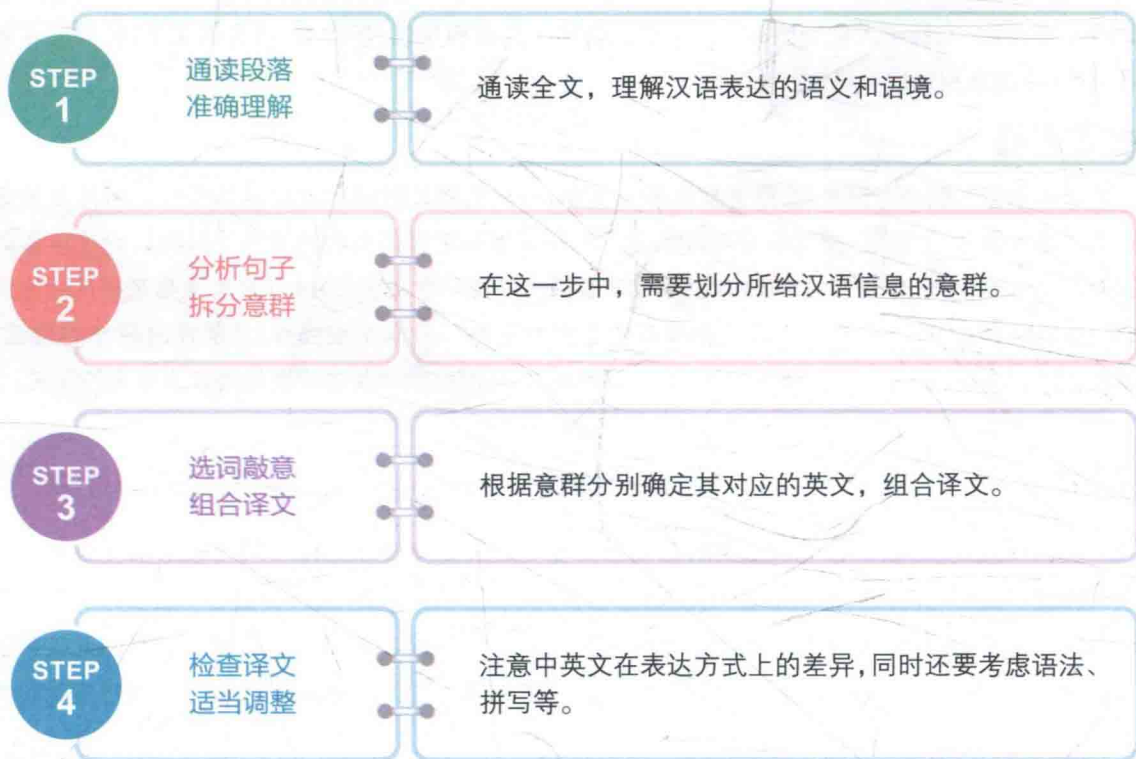 STEP
1
通读段落
准确理解
通读全文，理解汉语表达的语义和语境。
STEP
2
分析句子
拆分意群
在这一步中，需要划分所给汉语信息的意群。
STEP
3
选词敲意
组合译文
根据意群分别确定其对应的英文，组合译文。
STEP
4
检查译文
适当调整
注意中英文在表达方式上的差异，同时还要考虑语法、
拼写等。